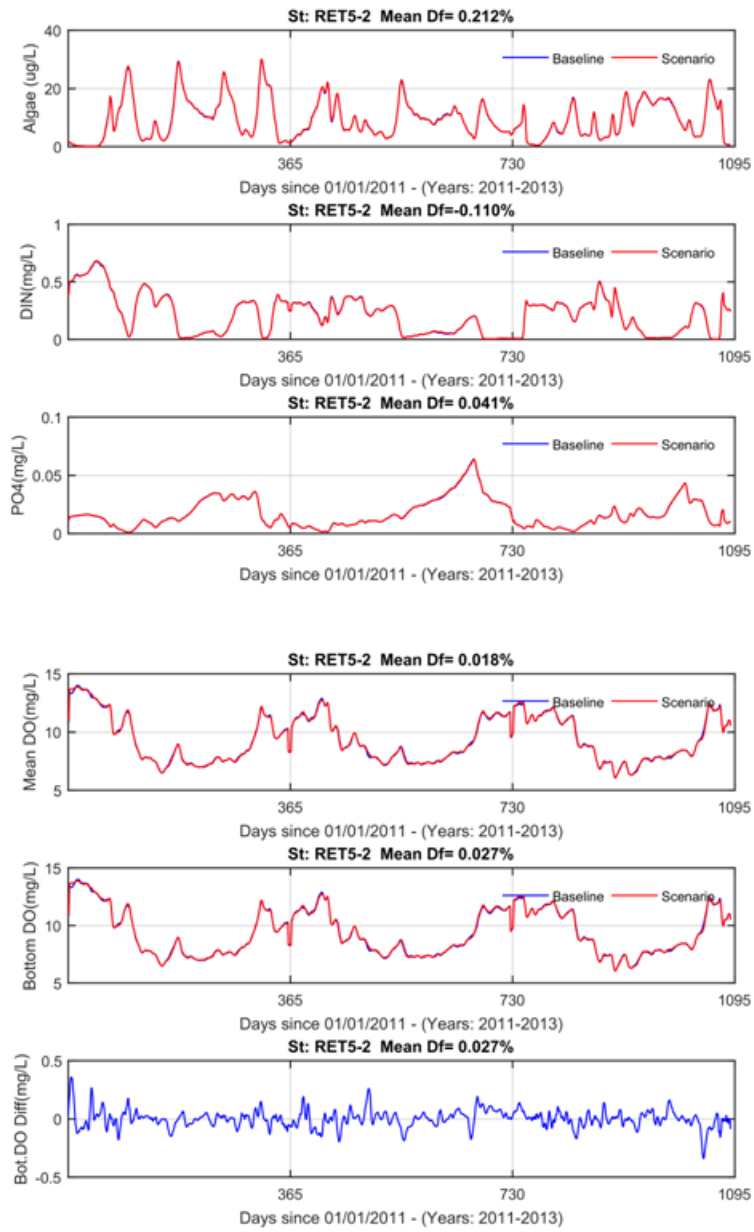 St: RET5-2 Mean Df= 0.212%
40
20
0
Algae (ug/L)
Baseline
Scenario
365
730
1095
Days since 01/01/2011 - (Years: 2011-2013)
St: RET5-2 Mean Df=-0.110%
1
0.5
0
DIN(mg/L)
Baseline
Scenario
365
730
1095
Days since 01/01/2011 - (Years: 2011-2013)
St: RET5-2 Mean Df= 0.041%
0.1
0.05
0
PO4(mg/L)
Baseline
Scenario
365
730
1095
Days since 01/01/2011 - (Years: 2011-2013)
St: RET5-2 Mean Df= 0.018%
15
10
5
Mean DO(mg/L)
Baseline
Scenario
365
730
1095
Days since 01/01/2011 - (Years: 2011-2013)
St: RET5-2 Mean Df= 0.027%
15
10
5
Bottom DO(mg/L)
Baseline
Scenario
365
730
1095
Days since 01/01/2011 - (Years: 2011-2013)
St: RET5-2 Mean Df= 0.027%
0.5
0
-0.5
Bot.DO Diff(mg/L)
365
730
1095
Days since 01/01/2011 - (Years: 2011-2013)